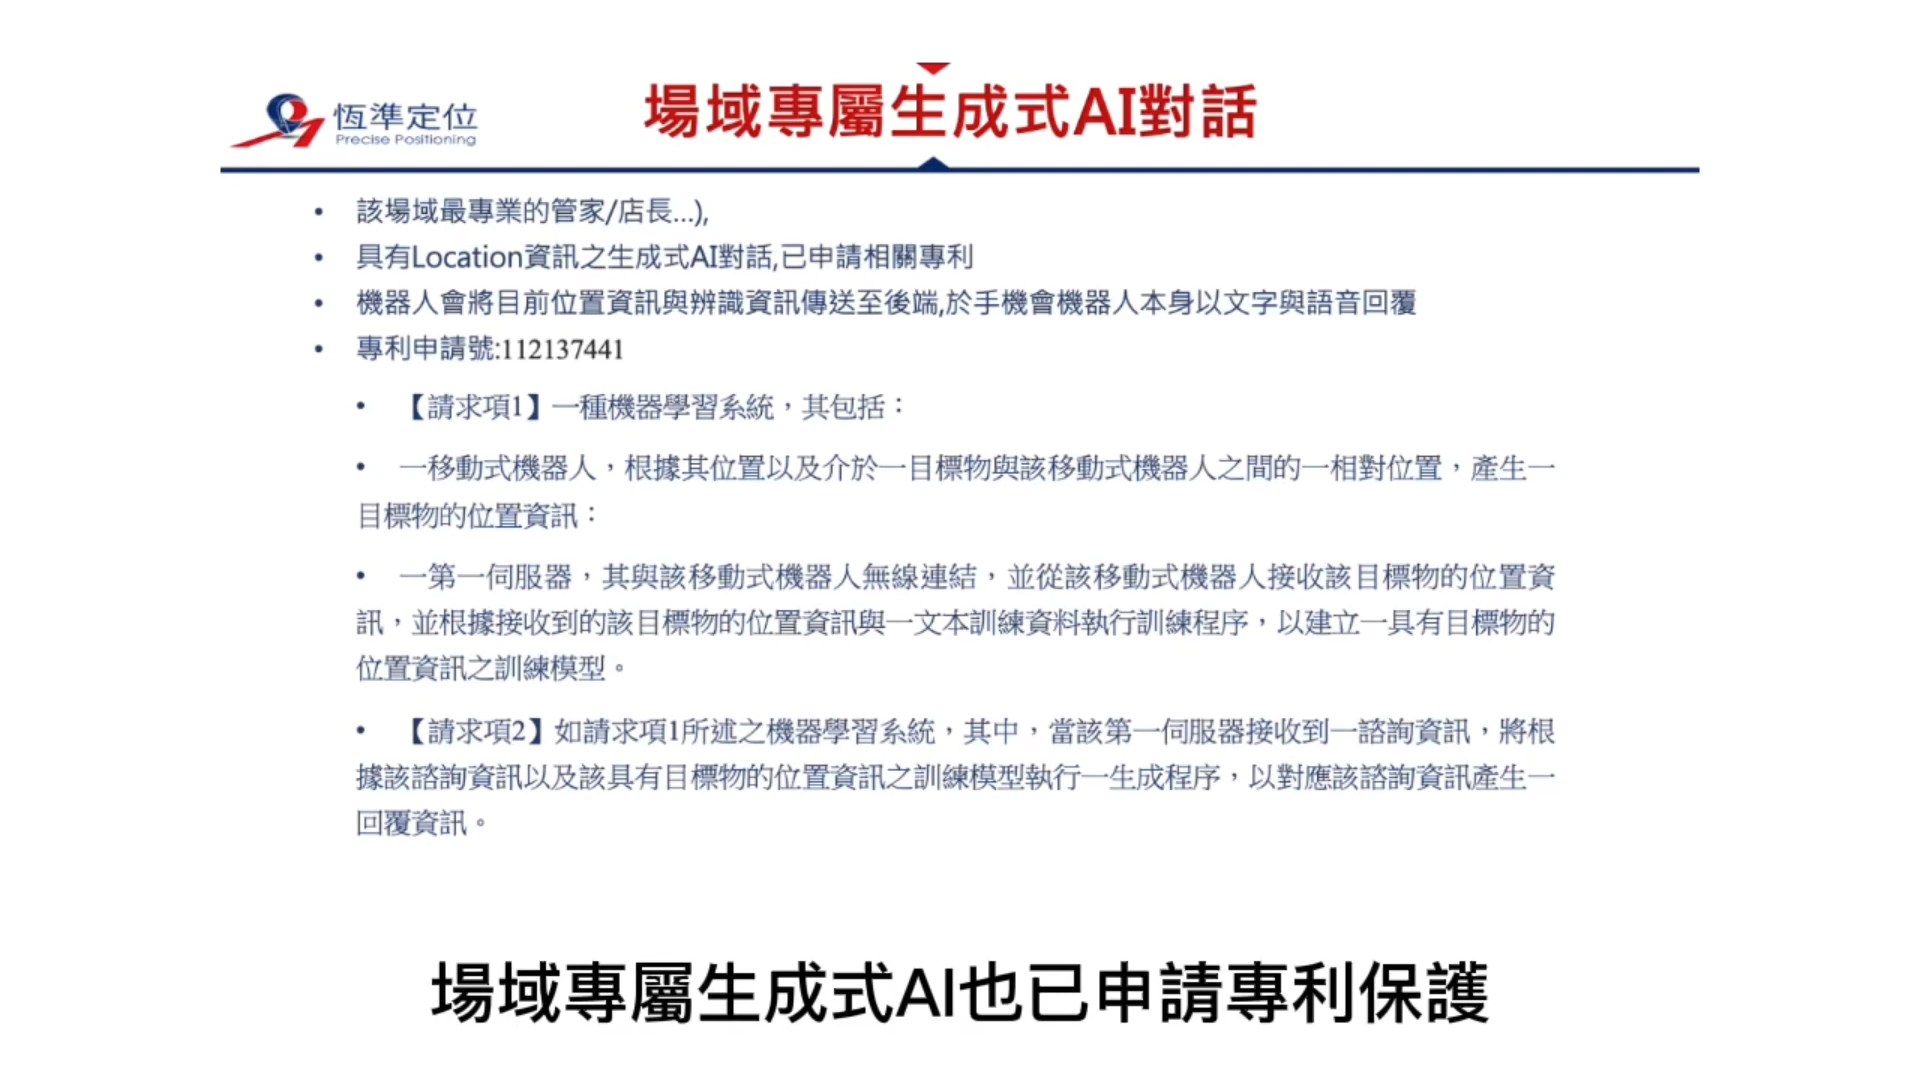 恆準定位
Precise Positioning
場域專屬生成式AI對話
• 該場域最專業的管家/店長...),
• 具有Location資訊之生成式AI對話,已申請相關專利
• 機器人會將目前位置資訊與辨識資訊傳送至後端,於手機會機器人本身以文字與語音回覆
• 專利申請號:112137441
• 【請求項1】一種機器學習系統，其包括：
• 一移動式機器人，根據其位置以及介於一目標物與該移動式機器人之間的一相對位置，產生一
目標物的位置資訊：
• 一第一伺服器，其與該移動式機器人無線連結，並從該移動式機器人接收該目標物的位置資
訊，並根據接收到的該目標物的位置資訊與一文本訓練資料執行訓練程序，以建立一具有目標物的
位置資訊之訓練模型。
• 【請求項2】如請求項1所述之機器學習系統，其中，當該第一伺服器接收到一諮詢資訊，將根
據該諮詢資訊以及該具有目標物的位置資訊之訓練模型執行一生成程序，以對應該諮詢資訊產生一
回覆資訊。
場域專屬生成式AI也已申請專利保護